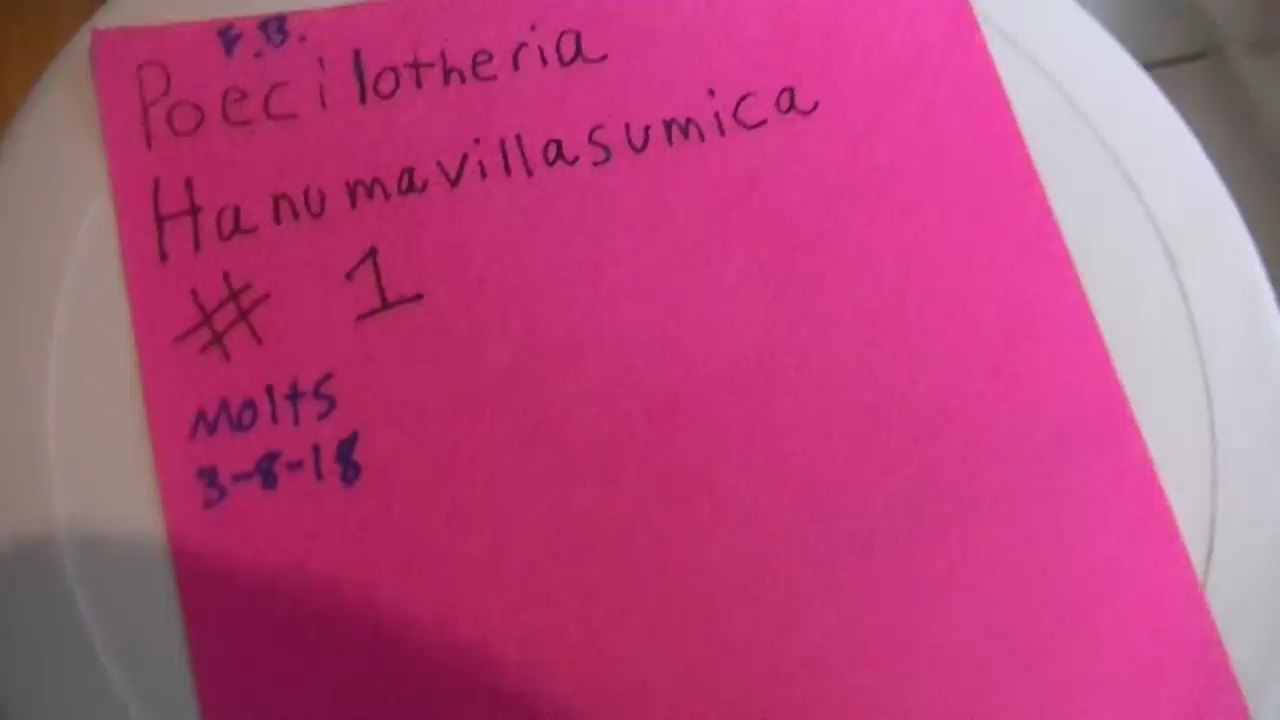 F.B.
Poecilotheria
Hanumavillasumica
# 1
Molts
3-8-18